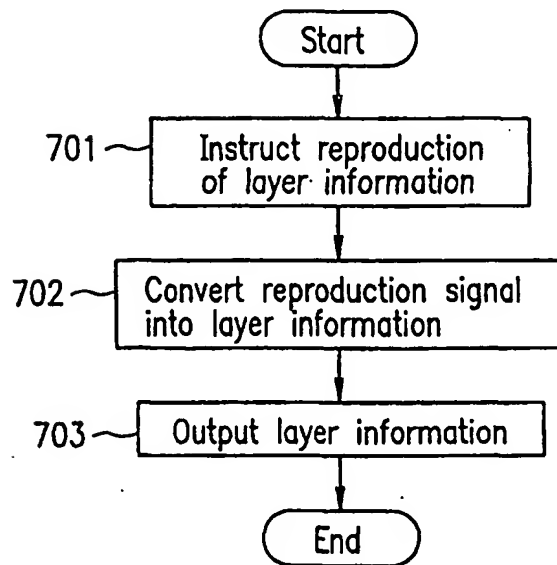 Start
701
Instruct reproduction
of layer information
702
Convert reproduction signal
into layer information
703
Output layer information
End